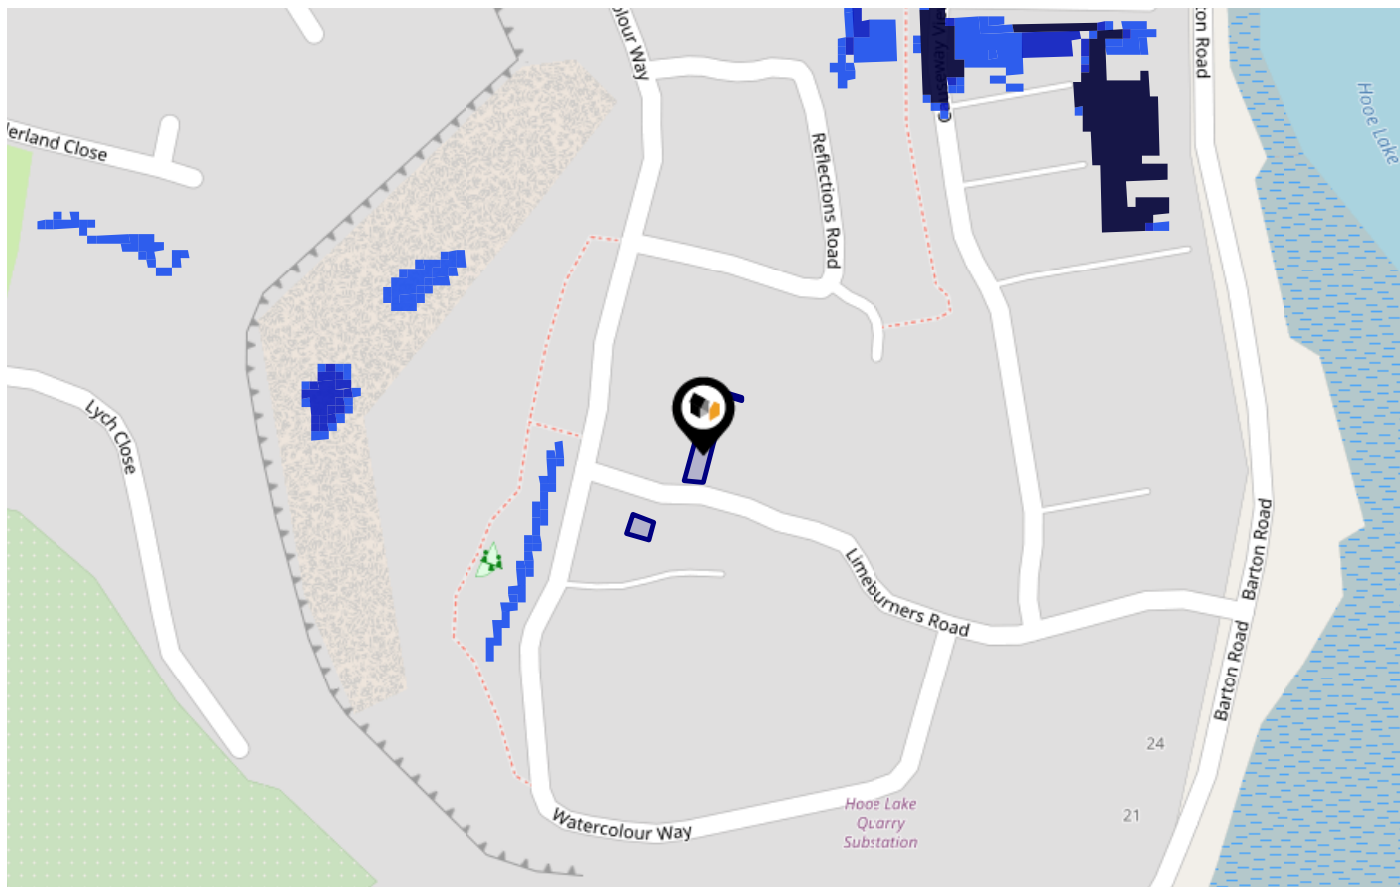 olour Way
ton Road
Hooe Lake
erland Close
Reflections Road
Lych Close
Limeburners Road
Barton Road
Barton Road
24
21
Hooe Lake
Quarry
Substation
Watercolour Way